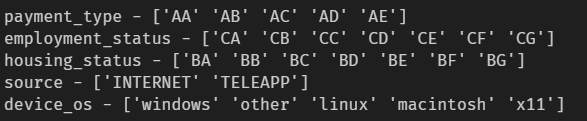 payment_type - ['AA' 'AB' 'AC' 'AD' 'AE']
employment_status - ['CA' 'CB' 'CC' 'CD' 'CE' 'CF' 'CG']
housing_status - ['BA' 'BB' 'BC' 'BD' 'BE' 'BF' 'BG']
source - ['INTERNET' 'TELEAPP']
device_os - ['windows' 'other' 'linux' 'macintosh' 'x11']